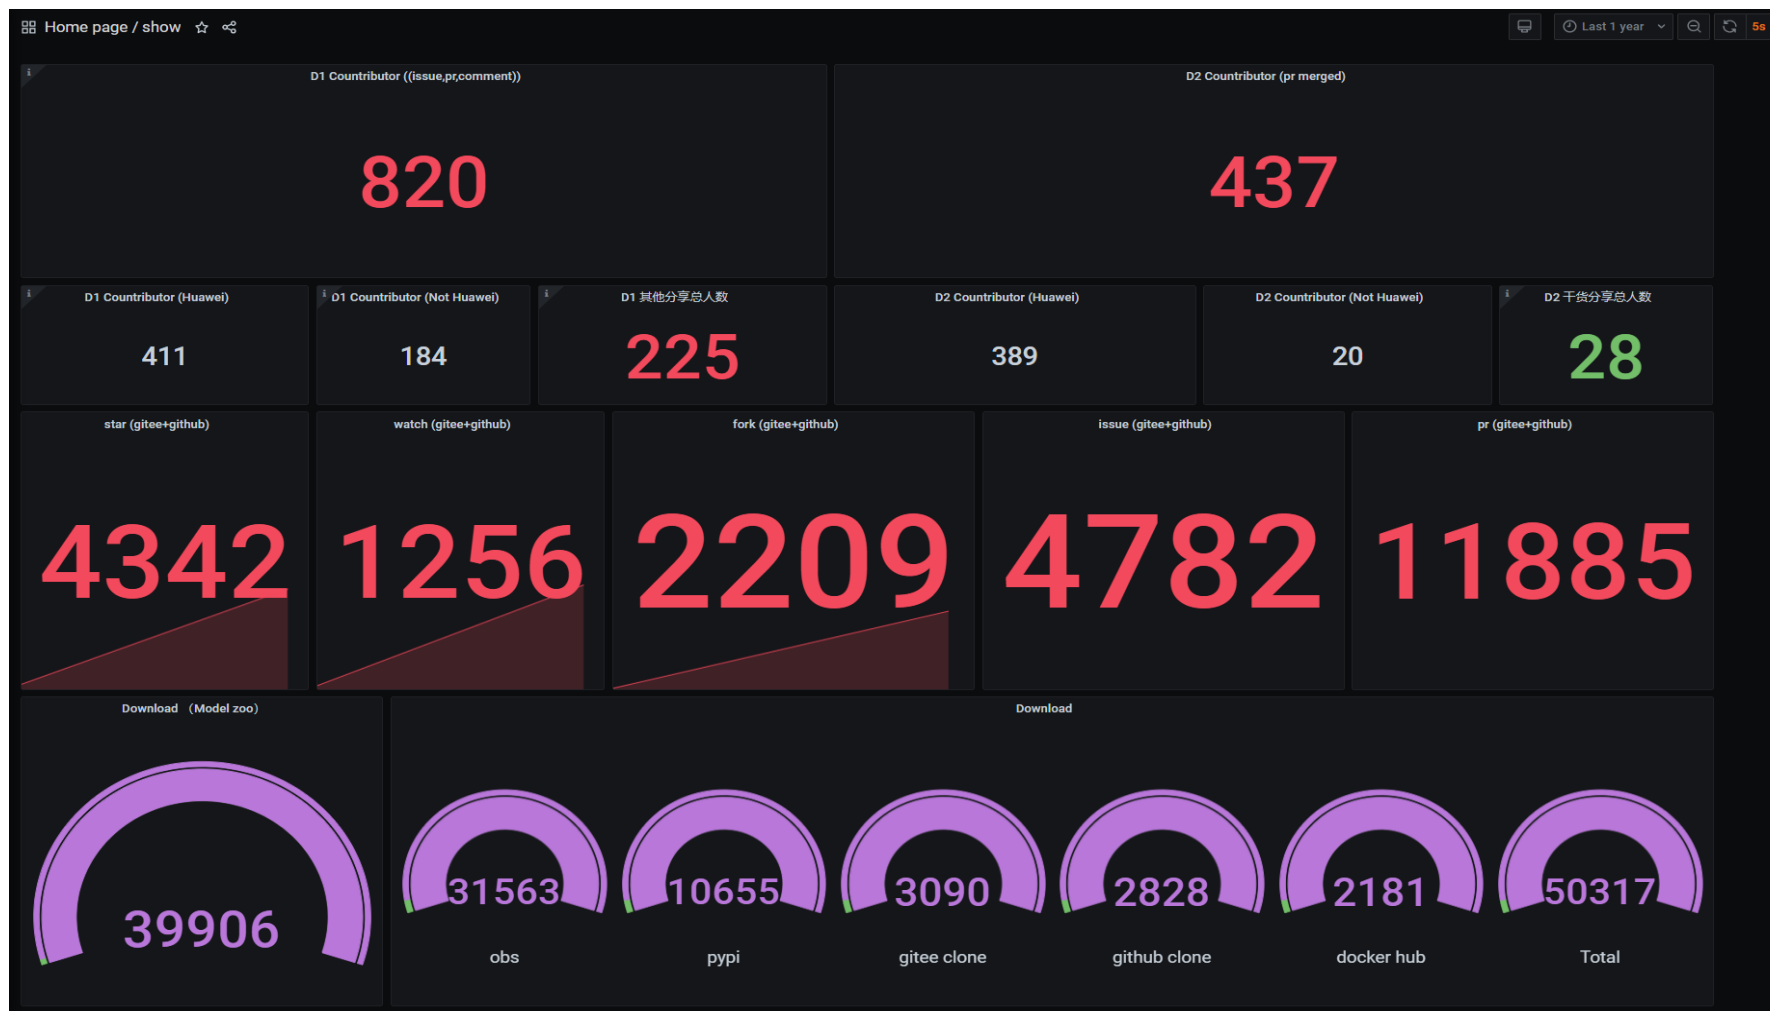 Home page / show
Last 1 year
5s
D1 Countributor ((issue,pr,comment))
820
D2 Countributor (pr merged)
437
D1 Countributor (Huawei)
411
D1 Countributor (Not Huawei)
184
D1 其他分享总人数
225
D2 Countributor (Huawei)
389
D2 Countributor (Not Huawei)
20
D2 干货分享总人数
28
star (gitee+github)
4342
watch (gitee+github)
1256
fork (gitee+github)
2209
issue (gitee+github)
4782
pr (gitee+github)
11885
Download （Model zoo）
39906
Download
31563
obs
10655
pypi
3090
gitee clone
2828
github clone
2181
docker hub
50317
Total